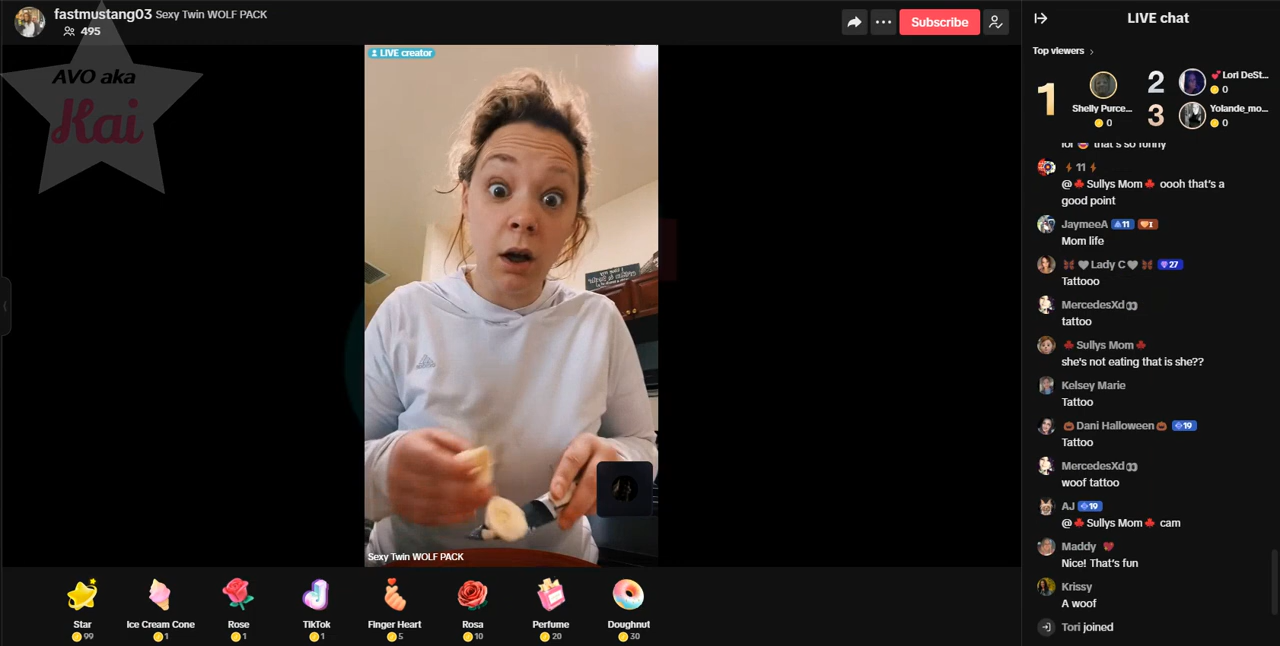 fastmustang03 Sexy Twin WOLF PACK
495
Subscribe
AVO aka
Kai
LIVE creator
Sexy Twin WOLF PACK
Star
99
Ice Cream Cone
1
Rose
1
TikTok
1
Finger Heart
5
Rosa
10
Perfume
20
Doughnut
30
LIVE chat
Top viewers
1
Shelly Purce...
0
2
Lori DeSt...
0
3
Yolande_mo...
0
lol that's so funny
11
@ Sullys Mom oooh that's a
good point
JaymeeA 11 I
Mom life
Lady C 27
Tattooo
MercedesXd
tattoo
Sullys Mom
she's not eating that is she??
Kelsey Marie
Tattoo
Dani Halloween 19
Tattoo
MercedesXd
woof tattoo
AJ 19
@ Sullys Mom cam
Maddy
Nice! That's fun
Krissy
A woof
Tori joined